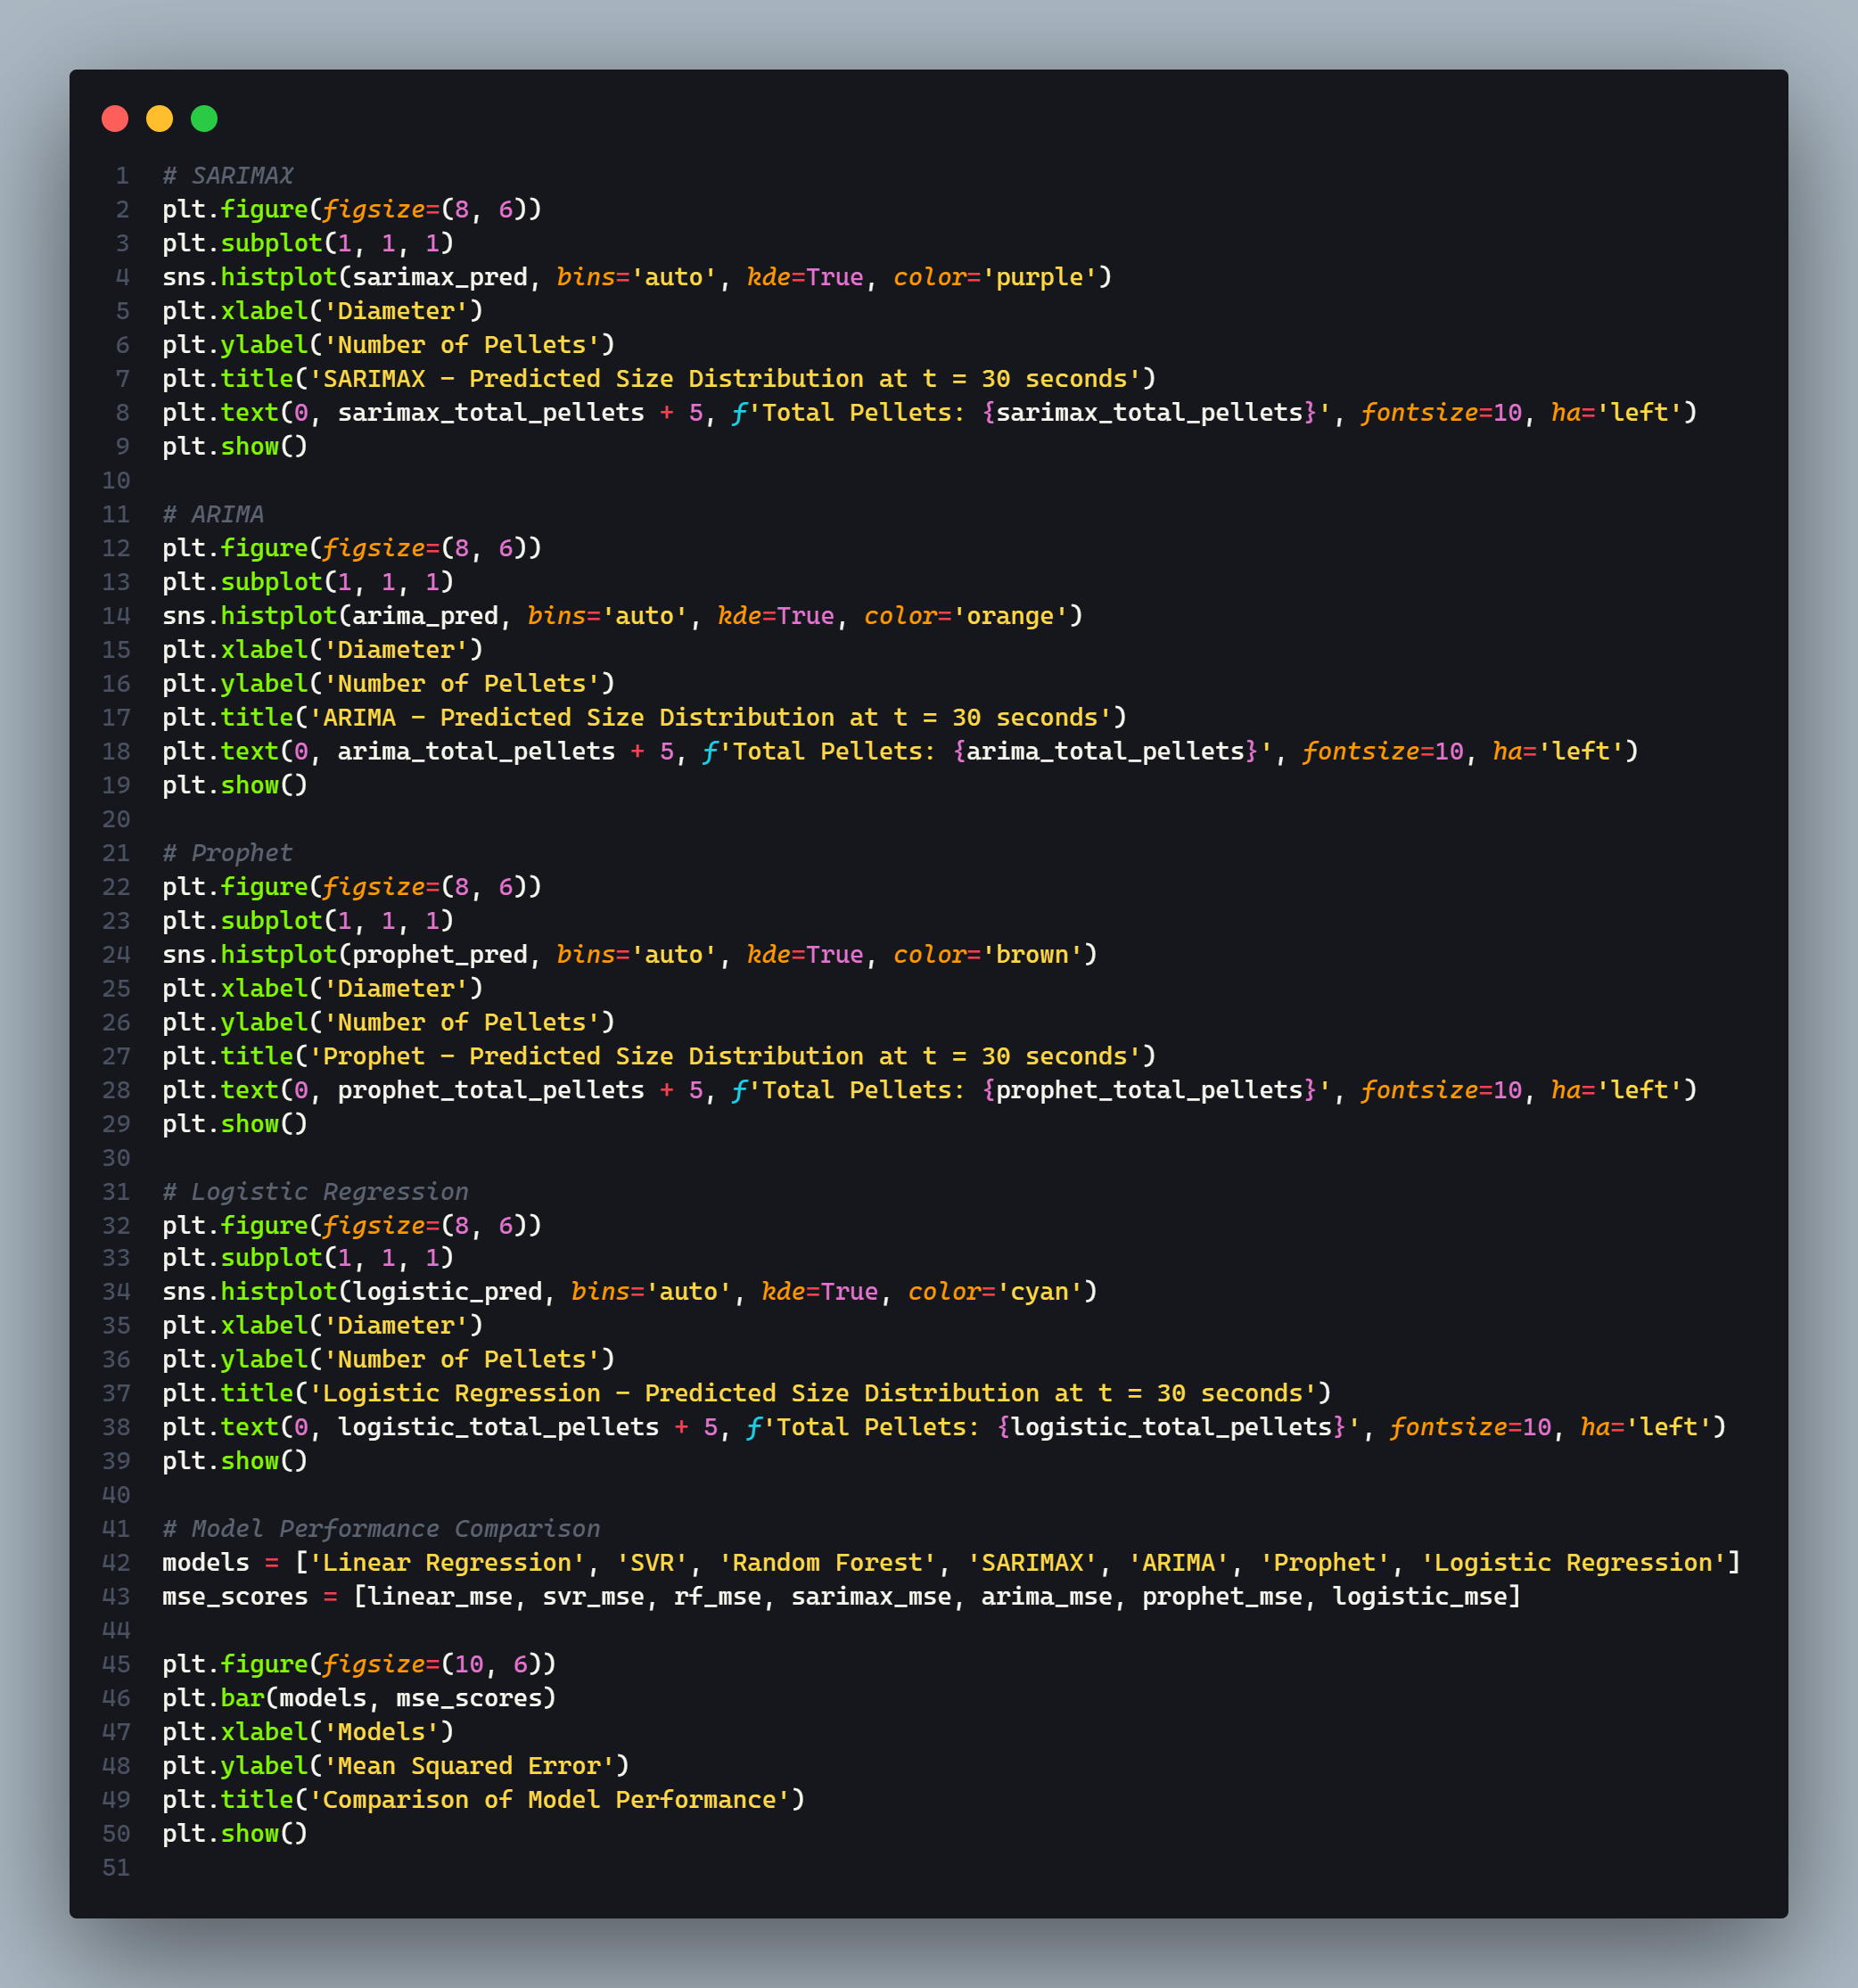 1 # SARIMAX
2 plt.figure(figsize=(8, 6))
3 plt.subplot(1, 1, 1)
4 sns.histplot(sarimax_pred, bins='auto', kde=True, color='purple')
5 plt.xlabel('Diameter')
6 plt.ylabel('Number of Pellets')
7 plt.title('SARIMAX - Predicted Size Distribution at t = 30 seconds')
8 plt.text(0, sarimax_total_pellets + 5, f'Total Pellets: {sarimax_total_pellets}', fontsize=10, ha='left')
9 plt.show()
10
11 # ARIMA
12 plt.figure(figsize=(8, 6))
13 plt.subplot(1, 1, 1)
14 sns.histplot(arima_pred, bins='auto', kde=True, color='orange')
15 plt.xlabel('Diameter')
16 plt.ylabel('Number of Pellets')
17 plt.title('ARIMA - Predicted Size Distribution at t = 30 seconds')
18 plt.text(0, arima_total_pellets + 5, f'Total Pellets: {arima_total_pellets}', fontsize=10, ha='left')
19 plt.show()
20
21 # Prophet
22 plt.figure(figsize=(8, 6))
23 plt.subplot(1, 1, 1)
24 sns.histplot(prophet_pred, bins='auto', kde=True, color='brown')
25 plt.xlabel('Diameter')
26 plt.ylabel('Number of Pellets')
27 plt.title('Prophet - Predicted Size Distribution at t = 30 seconds')
28 plt.text(0, prophet_total_pellets + 5, f'Total Pellets: {prophet_total_pellets}', fontsize=10, ha='left')
29 plt.show()
30
31 # Logistic Regression
32 plt.figure(figsize=(8, 6))
33 plt.subplot(1, 1, 1)
34 sns.histplot(logistic_pred, bins='auto', kde=True, color='cyan')
35 plt.xlabel('Diameter')
36 plt.ylabel('Number of Pellets')
37 plt.title('Logistic Regression - Predicted Size Distribution at t = 30 seconds')
38 plt.text(0, logistic_total_pellets + 5, f'Total Pellets: {logistic_total_pellets}', fontsize=10, ha='left')
39 plt.show()
40
41 # Model Performance Comparison
42 models = ['Linear Regression', 'SVR', 'Random Forest', 'SARIMAX', 'ARIMA', 'Prophet', 'Logistic Regression']
43 mse_scores = [linear_mse, svr_mse, rf_mse, sarimax_mse, arima_mse, prophet_mse, logistic_mse]
44
45 plt.figure(figsize=(10, 6))
46 plt.bar(models, mse_scores)
47 plt.xlabel('Models')
48 plt.ylabel('Mean Squared Error')
49 plt.title('Comparison of Model Performance')
50 plt.show()
51